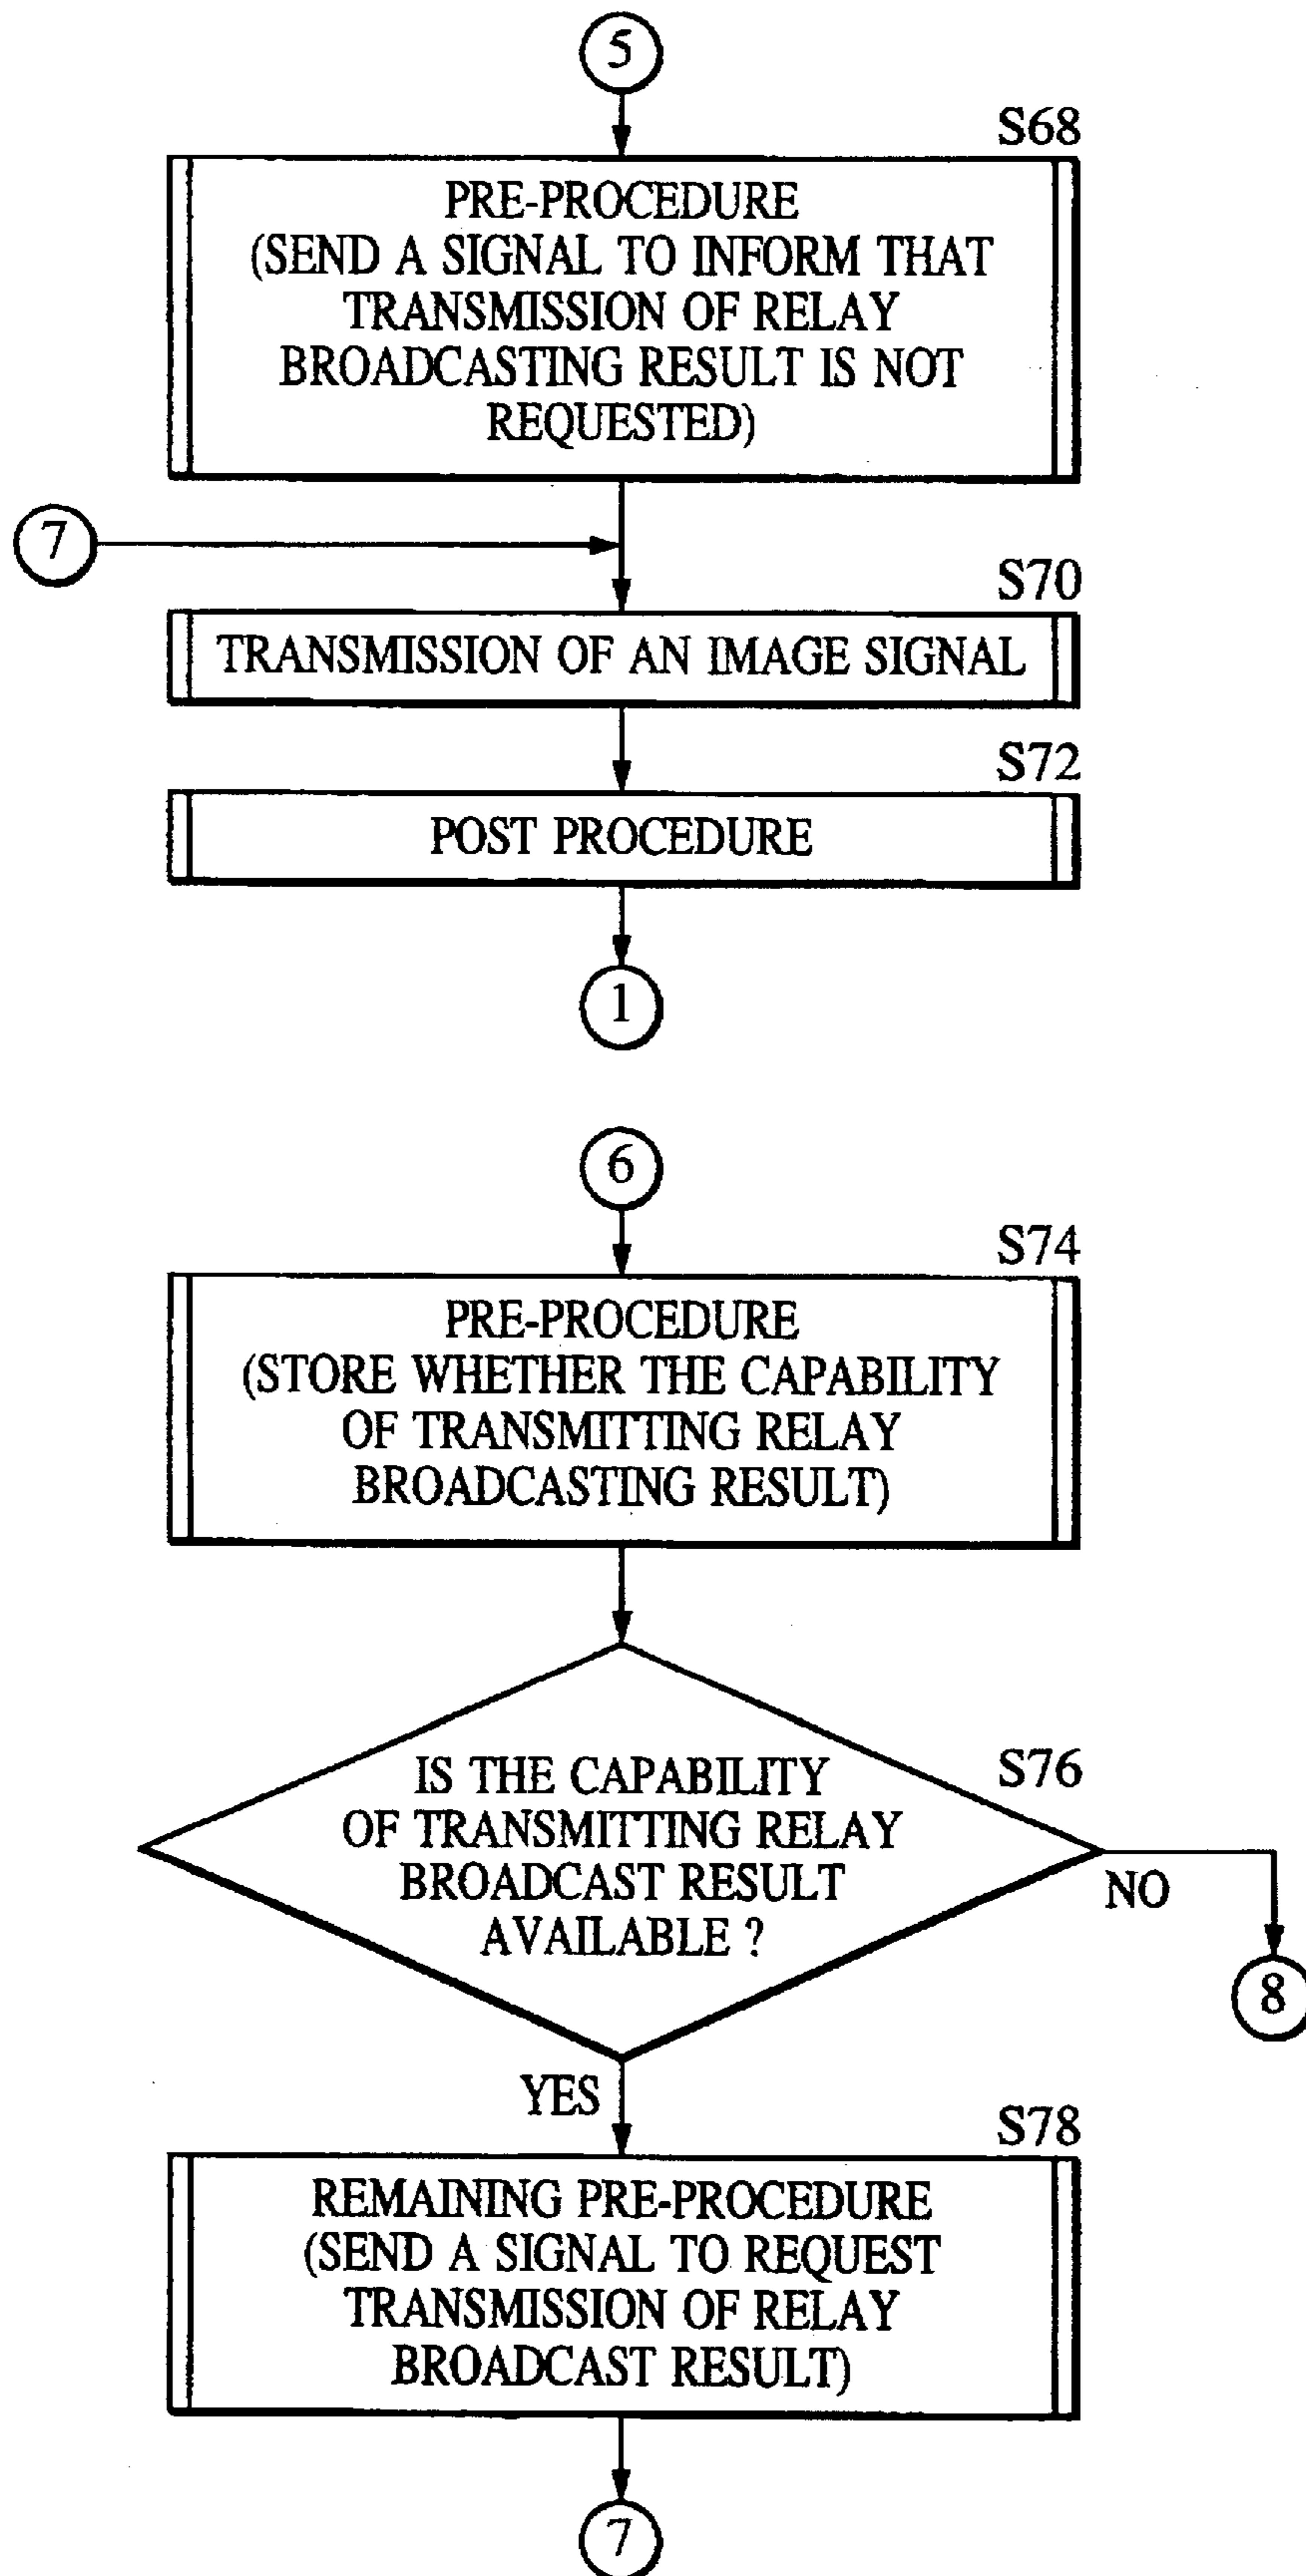 5
S68
PRE-PROCEDURE
(SEND A SIGNAL TO INFORM THAT
TRANSMISSION OF RELAY
BROADCASTING RESULT IS NOT
REQUESTED)
7
S70
TRANSMISSION OF AN IMAGE SIGNAL
S72
POST PROCEDURE
1
6
S74
PRE-PROCEDURE
(STORE WHETHER THE CAPABILITY
OF TRANSMITTING RELAY
BROADCASTING RESULT)
S76
IS THE CAPABILITY
OF TRANSMITTING RELAY
BROADCAST RESULT
AVAILABLE ?
NO
8
YES
S78
REMAINING PRE-PROCEDURE
(SEND A SIGNAL TO REQUEST
TRANSMISSION OF RELAY
BROADCAST RESULT)
7